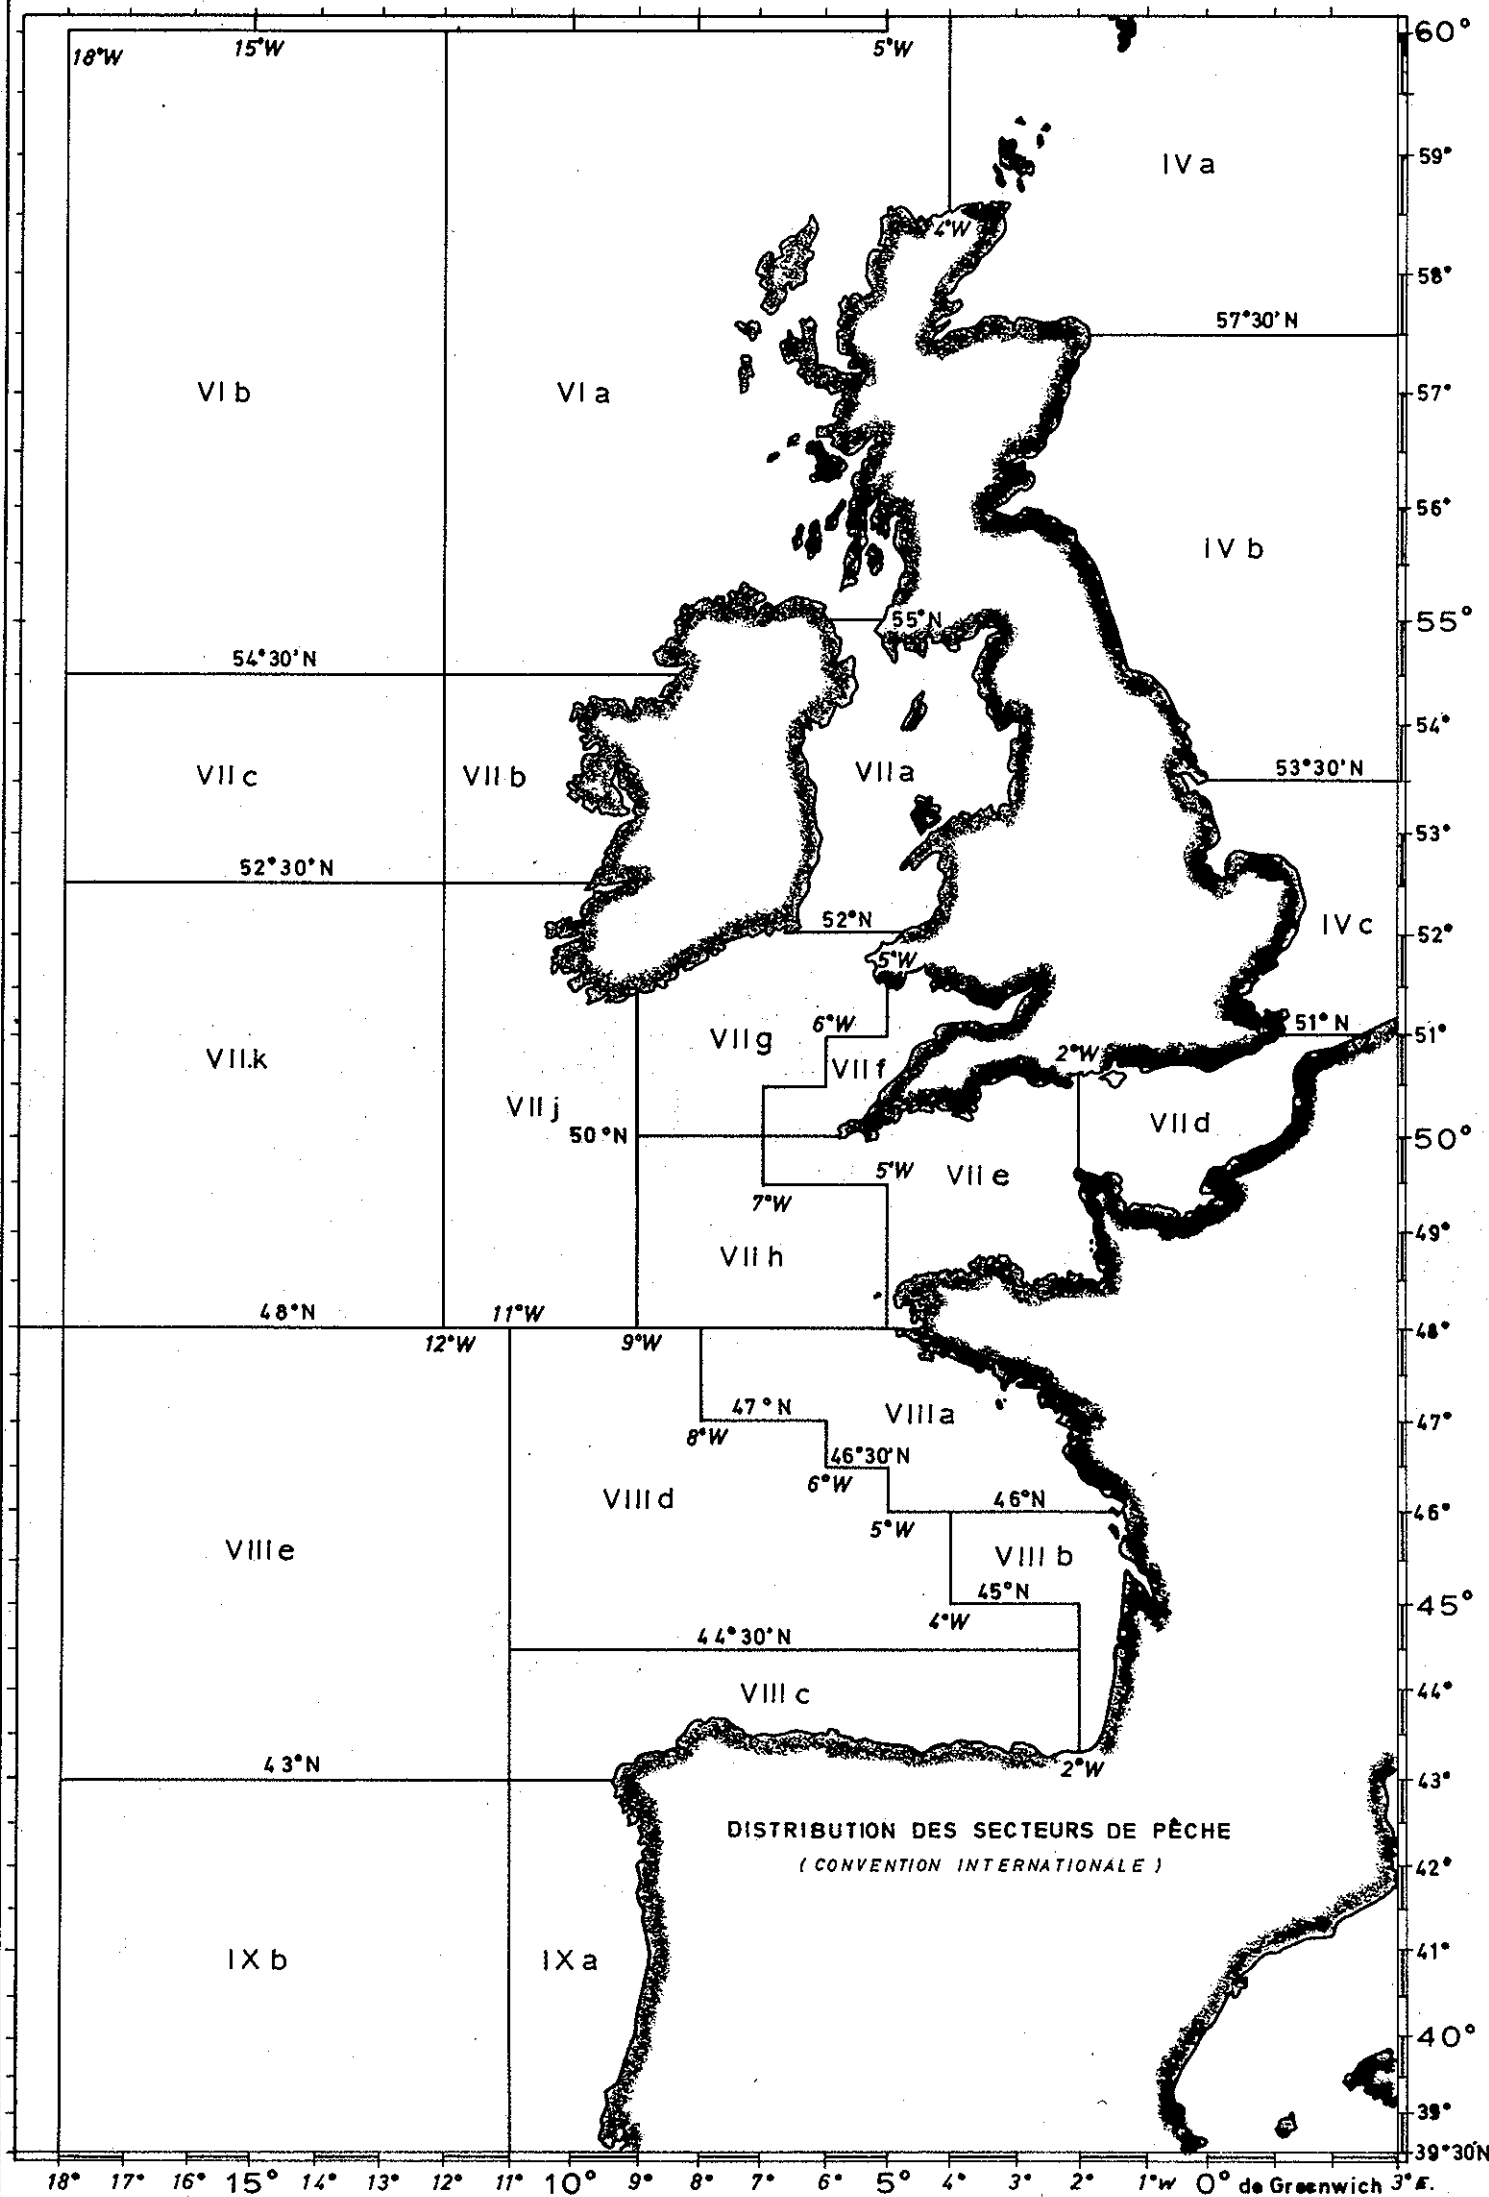 60°
18°W 15°W 5°W
59°
IVa
4°W
58°
57°30'N
VIb VIa 57°
56°
IVb
55°N 55°
54°30'N
54°
VIIc VIIb VIIa 53°30'N
53°
52°30'N
52°N IVc 52°
5°W
VIIg 6°W 51°N 51°
VII.k VIIf 2°W
VIIj VIId
50°N 50°
5°W VIIe
7°W
49°
VIIh
48°N 11°W 48°
12°W 9°W
47°N VIIIa 47°
8°W
46°30'N
6°W
VIIId 46°N 46°
5°W
VIIIe VIIIb
45°N 45°
4°W
44°30'N
VIIIc 44°
43°N 2°W 43°
DISTRIBUTION DES SECTEURS DE PÊCHE
( CONVENTION INTERNATIONALE ) 42°
IXb IXa 41°
40°
39°
39°30'N
18° 17° 16° 15° 14° 13° 12° 11° 10° 9° 8° 7° 6° 5° 4° 3° 2° 1°W 0° de Greenwich 3°E.